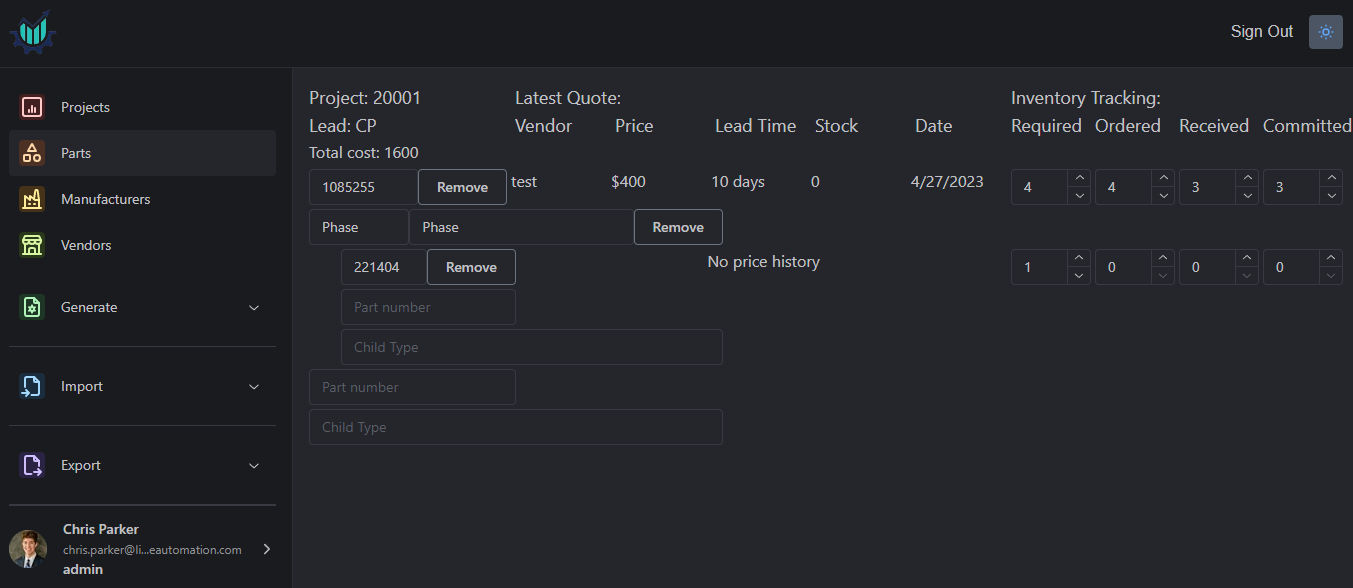 Sign Out
Projects
Parts
Manufacturers
Vendors
Generate
Import
Export
Chris Parker
chris.parker@li...eautomation.com
admin
Project: 20001 Latest Quote: Inventory Tracking:
Lead: CP Vendor Price Lead Time Stock Date Required Ordered Received Committed
Total cost: 1600
1085255 Remove test $400 10 days 0 4/27/2023 4 4 3 3
Phase Phase Remove
221404 Remove No price history 1 0 0 0
Part number
Child Type
Part number
Child Type